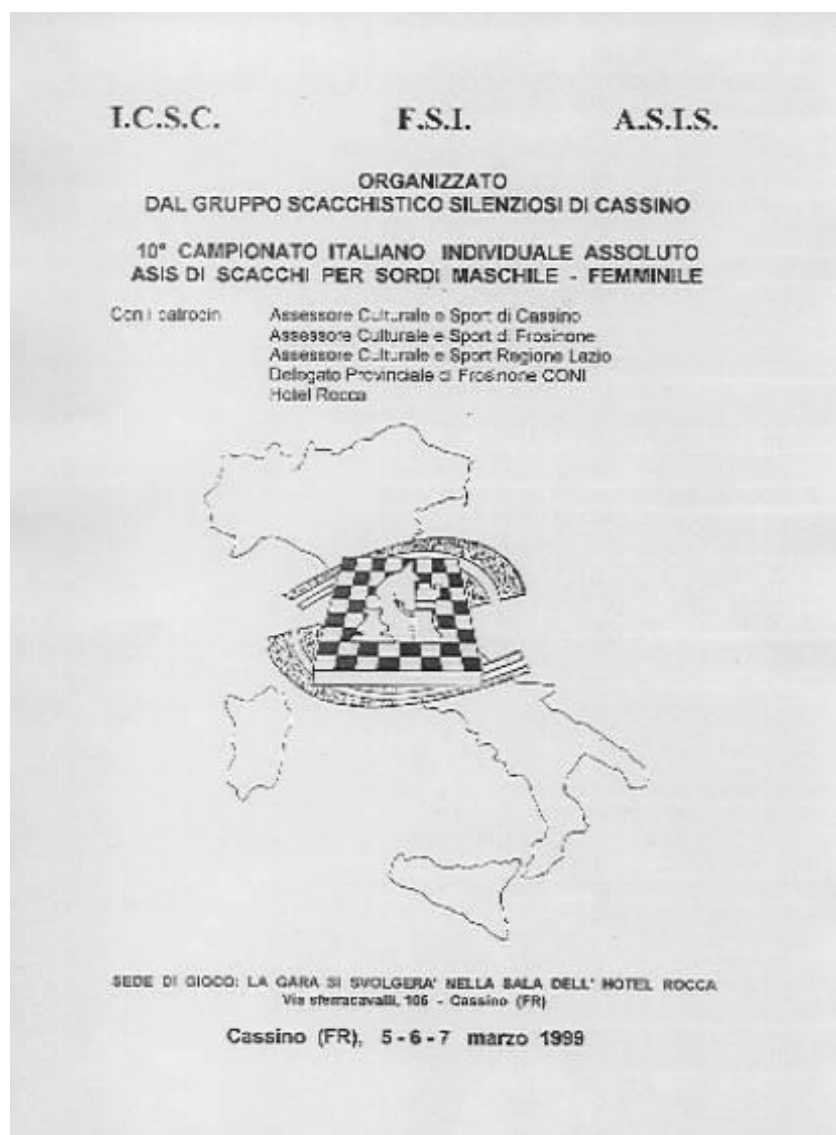 I.C.S.C. F.S.I. A.S.I.S.
ORGANIZZATO
DAL GRUPPO SCACCHISTICO SILENZIOSI DI CASSINO
10° CAMPIONATO ITALIANO INDIVIDUALE ASSOLUTO
ASIS DI SCACCHI PER SORDI MASCHILE - FEMMINILE
Con i patrocin Assessore Culturale e Sport di Cassino
Assessore Culturale e Sport di Frosinone
Assessore Culturale e Sport Regione Lazio
Delegato Provinciale di Frosinone CONI
Hotel Rocca
SEDE DI GIOCO: LA GARA SI SVOLGERA' NELLA SALA DELL' HOTEL ROCCA
Via sferracavalli, 106 - Cassino (FR)
Cassino (FR), 5 - 6 - 7 marzo 1999